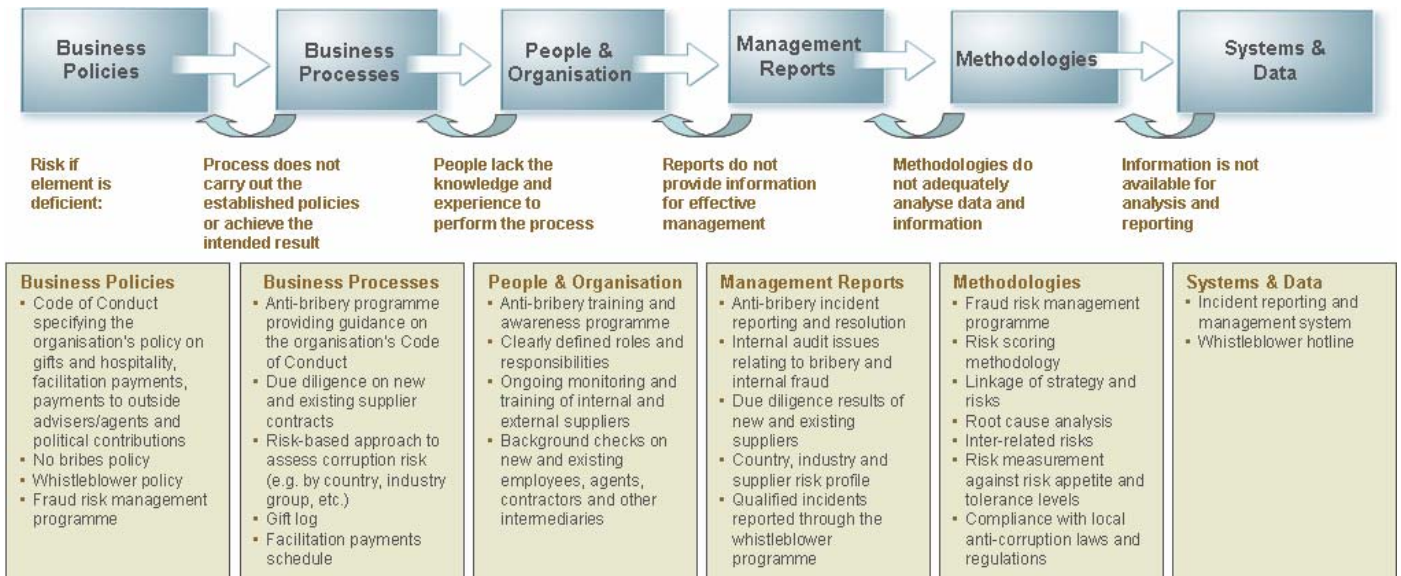 Business
Policies
Business
Processes
People &
Organisation
Management
Reports
Methodologies
Systems &
Data
Risk if
element is
deficient:
Process does not
carry out the
established policies
or achieve the
intended result
People lack the
knowledge and
experience to
perform the process
Reports do not
provide information
for effective
management
Methodologies do
not adequately
analyse data and
information
Information is not
available for
analysis and
reporting
Business Policies
▪ Code of Conduct
specifying the
organisation's policy on
gifts and hospitality,
facilitation payments,
payments to outside
advisers/agents and
political contributions
▪ No bribes policy
▪ Whistleblower policy
▪ Fraud risk management
programme
Business Processes
▪ Anti-bribery programme
providing guidance on
the organisation's Code
of Conduct
▪ Due diligence on new
and existing supplier
contracts
▪ Risk-based approach to
assess corruption risk
(e.g. by country, industry
group, etc.)
▪ Gift log
▪ Facilitation payments
schedule
People & Organisation
▪ Anti-bribery training and
awareness programme
▪ Clearly defined roles and
responsibilities
▪ Ongoing monitoring and
training of internal and
external suppliers
▪ Background checks on
new and existing
employees, agents,
contractors and other
intermediaries
Management Reports
▪ Anti-bribery incident
reporting and resolution
▪ Internal audit issues
relating to bribery and
internal fraud
▪ Due diligence results of
new and existing
suppliers
▪ Country, industry and
supplier risk profile
▪ Qualified incidents
reported through the
whistleblower
programme
Methodologies
▪ Fraud risk management
programme
▪ Risk scoring
methodology
▪ Linkage of strategy and
risks
▪ Root cause analysis
▪ Inter-related risks
▪ Risk measurement
against risk appetite and
tolerance levels
▪ Compliance with local
anti-corruption laws and
regulations
Systems & Data
▪ Incident reporting and
management system
▪ Whistleblower hotline